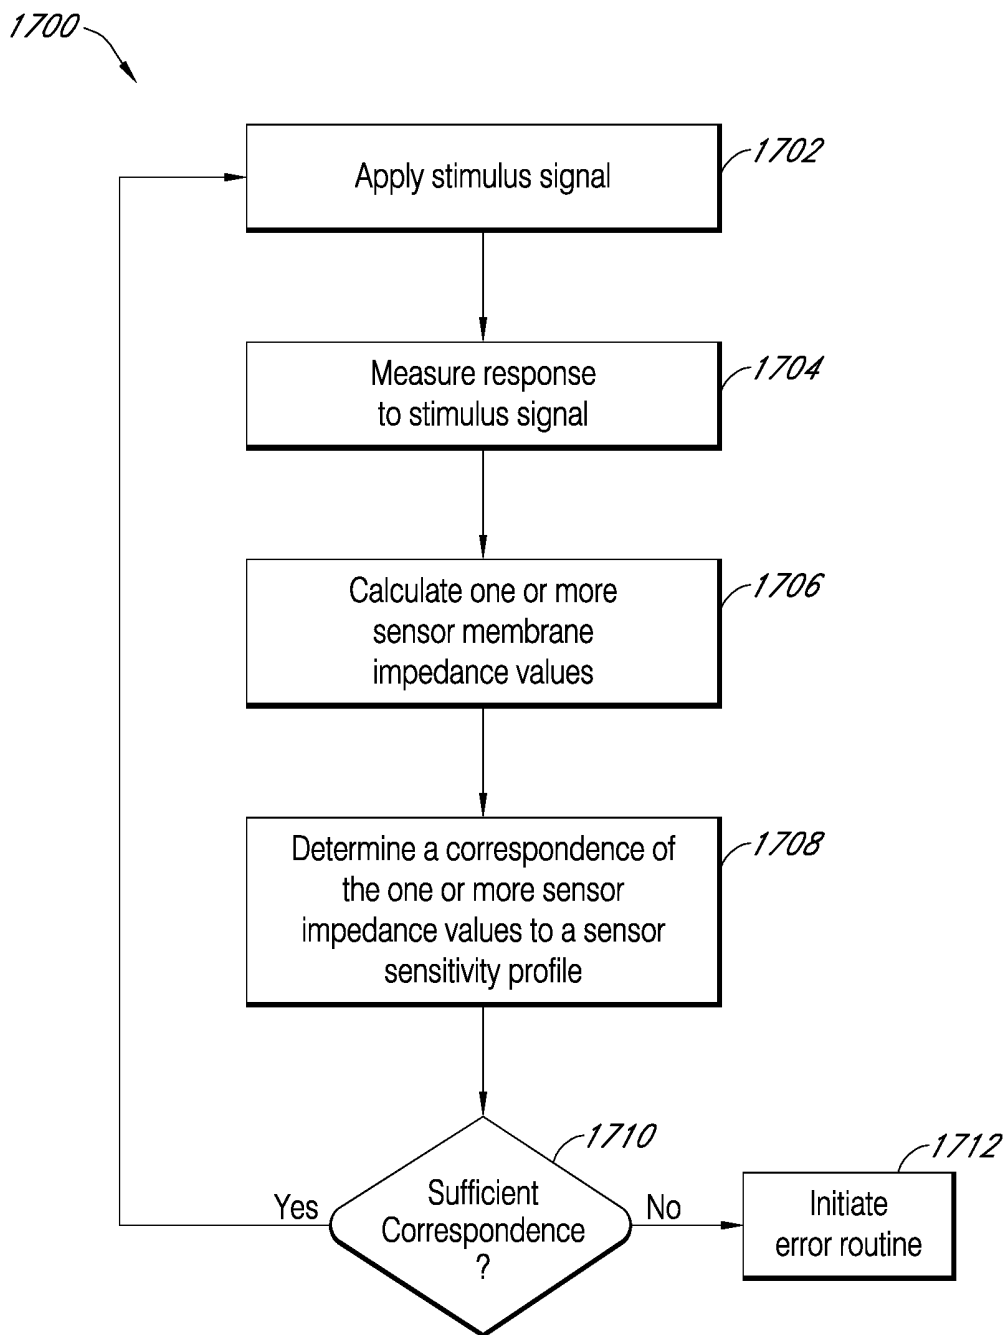 1700
Apply stimulus signal
1702
Measure response
to stimulus signal
1704
Calculate one or more
sensor membrane
impedance values
1706
Determine a correspondence of
the one or more sensor
impedance values to a sensor
sensitivity profile
1708
Sufficient
Correspondence
?
1710
Yes
No
Initiate
error routine
1712